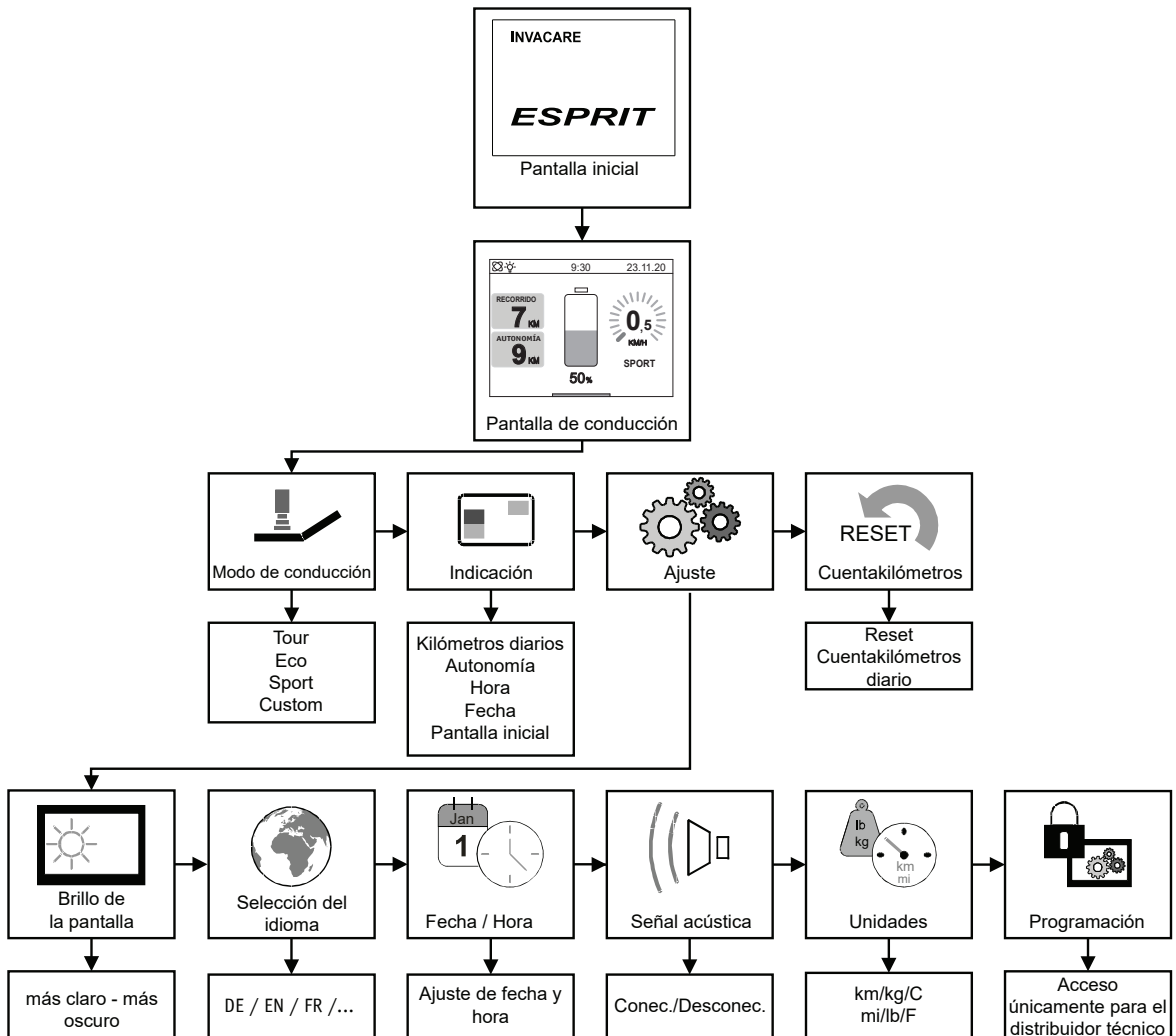 INVACARE
ESPRIT
Pantalla inicial
9:30 23.11.20
RECORRIDO
7 KM
AUTONOMÍA
9 KM
50%
0,5
KM/H
SPORT
Pantalla de conducción
Modo de conducción
Indicación
Ajuste
RESET
Cuentakilómetros
Tour
Eco
Sport
Custom
Kilómetros diarios
Autonomía
Hora
Fecha
Pantalla inicial
Reset
Cuentakilómetros
diario
Brillo de
la pantalla
Selección del
idioma
Jan
1
Fecha / Hora
Señal acústica
lb
kg
km
mi
Unidades
Programación
más claro - más
oscuro
DE / EN / FR /...
Ajuste de fecha y
hora
Conec./Desconec.
km/kg/C
mi/lb/F
Acceso
únicamente para el
distribuidor técnico